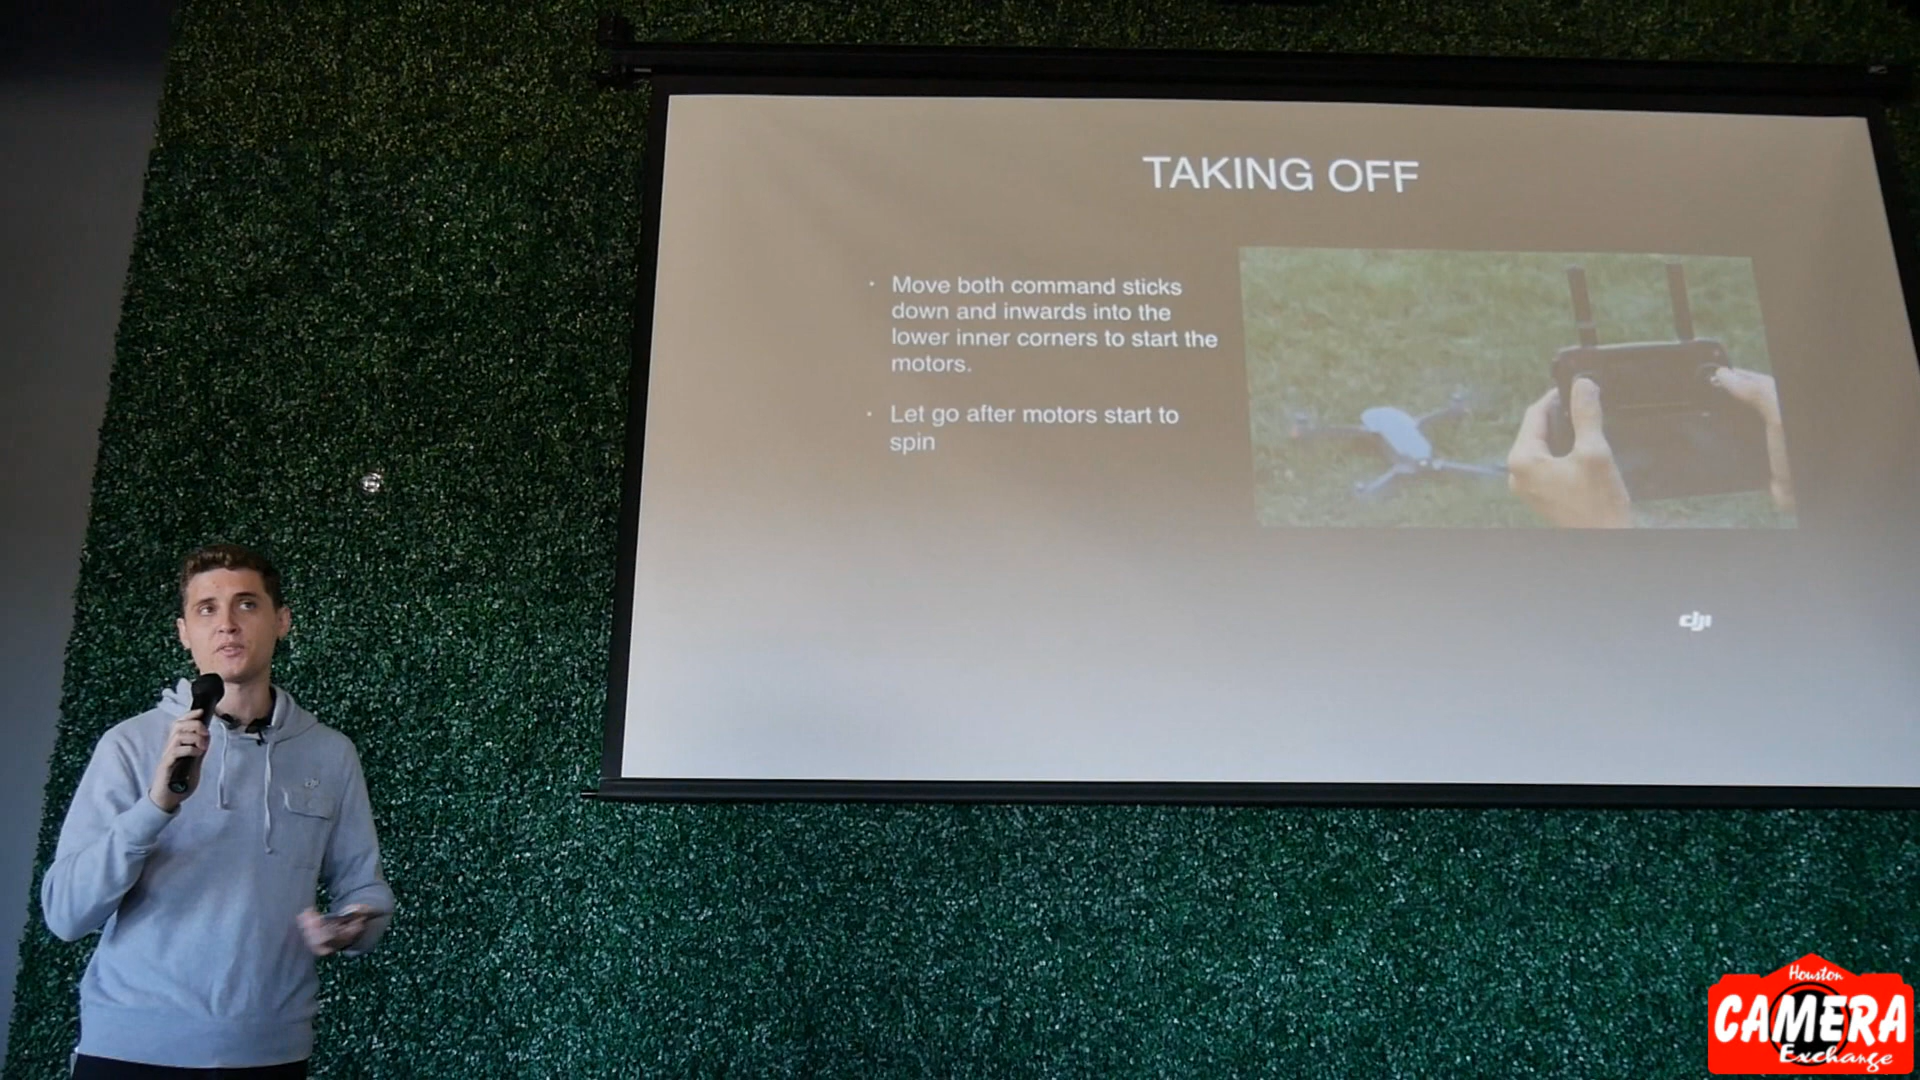 TAKING OFF
· Move both command sticks
down and inwards into the
lower inner corners to start the
motors.
· Let go after motors start to
spin
dji
Houston
CAMERA
Exchange